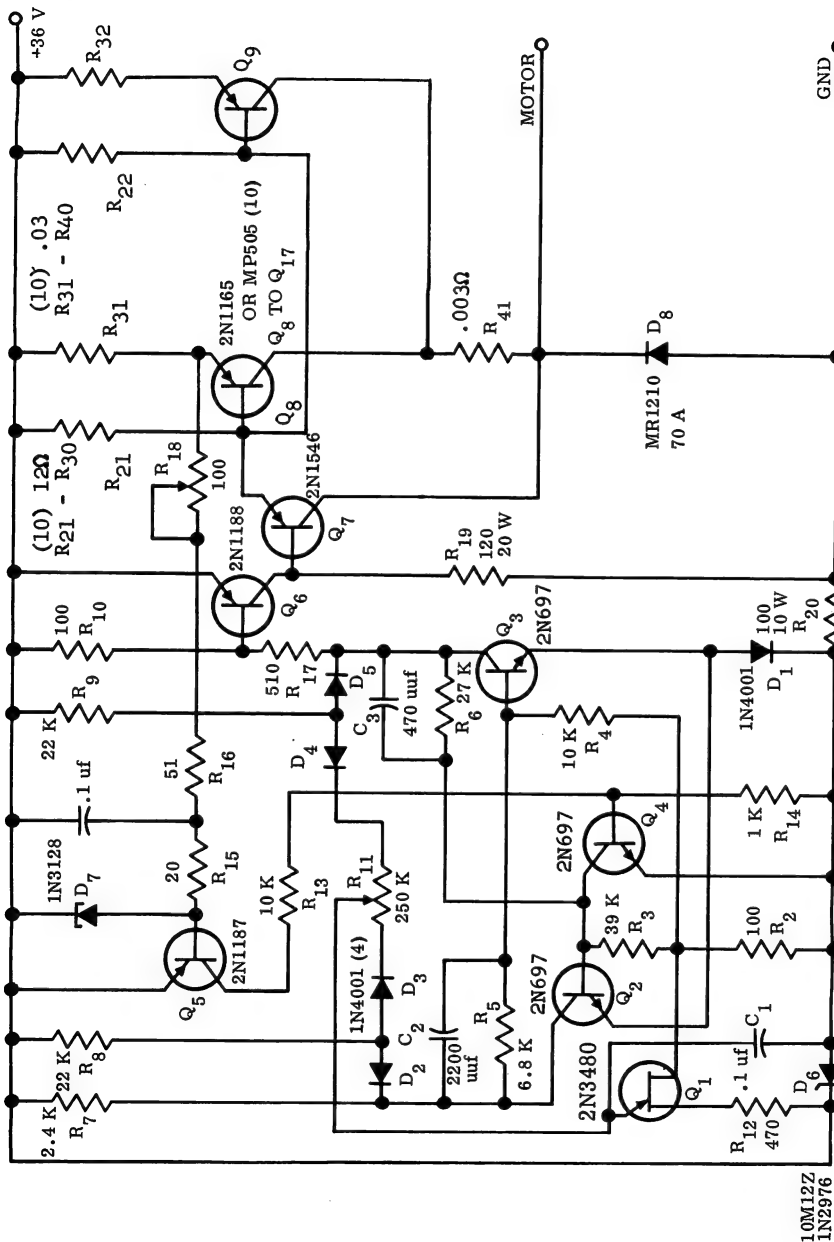 +36 V
R32
Q9
R22
(10) .03
R31 - R40
R31
2N1165
OR MP505 (10)
Q8 TO Q17
Q8
.003Ω
R41
MOTOR
GND
D8
MR1210
70 A
(10) 12Ω
R21 - R30
R21
R18
100
2N1546
Q7
2N1188
Q6
R19
120
20 W
100
R10
510
R17
D5
R9
22 K
D4
C3
470 uuf
R6
27 K
Q3
2N697
100
10 W
R20
1N4001
D1
10 K
R4
51
R16
.1 uf
20
R15
1N3128
D7
2N1187
Q5
10 K
R13
R11
250 K
2N697
Q4
1 K
R14
1N4001 (4)
D3
C2
2200
uuf
D2
R5
6.8 K
39 K
R3
2N697
Q2
100
R2
22 K
R8
2.4 K
R7
2N3480
Q1
C1
.1 uf
D6
R12
470
10M12Z
1N2976